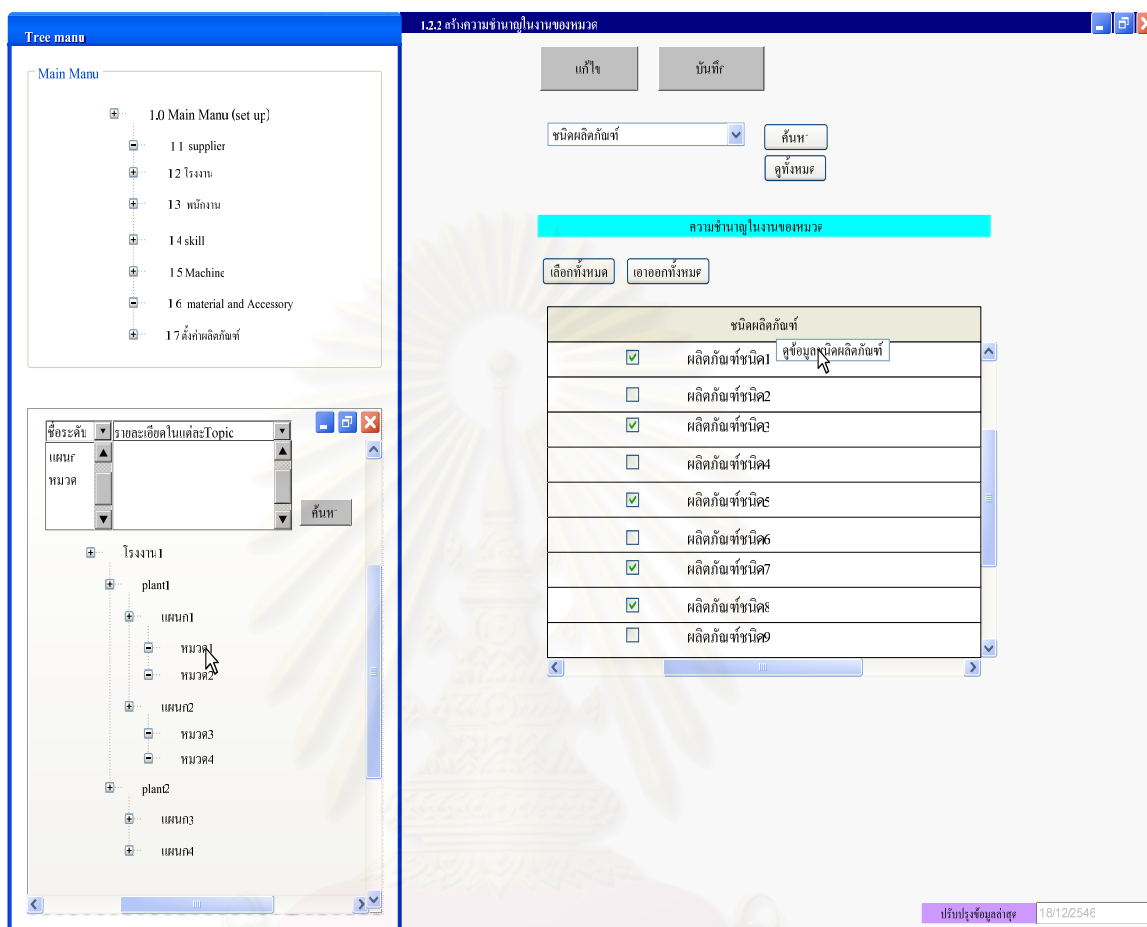 Tree manu
Main Manu
1.0 Main Manu (set up)
1 1 supplier
1 2 โรงงาน
1 3 พนักงาน
1 4 skill
1 5 Machine
1 6 material and Accessory
1 7 ตั้งค่าผลิตภัณฑ์
ชื่อระดับ รายละเอียดในแต่ละTopic
แผนก
หมวด
ค้นหา
โรงงาน1
plant1
แผนก1
หมวด1
หมวด2
แผนก2
หมวด3
หมวด4
plant2
แผนก3
แผนก4
1.2.2 สร้างความชำนาญในงานของหมวด
แก้ไข บันทึก
ชนิดผลิตภัณฑ์ ค้นหา
ดูทั้งหมด
ความชำนาญในงานของหมวด
เลือกทั้งหมด เอาออกทั้งหมด
ชนิดผลิตภัณฑ์
ดูข้อมูลชนิดผลิตภัณฑ์
ผลิตภัณฑ์ชนิด1
ผลิตภัณฑ์ชนิด2
ผลิตภัณฑ์ชนิด3
ผลิตภัณฑ์ชนิด4
ผลิตภัณฑ์ชนิด5
ผลิตภัณฑ์ชนิด6
ผลิตภัณฑ์ชนิด7
ผลิตภัณฑ์ชนิด8
ผลิตภัณฑ์ชนิด9
ปรับปรุงข้อมูลล่าสุด 18/12/2546